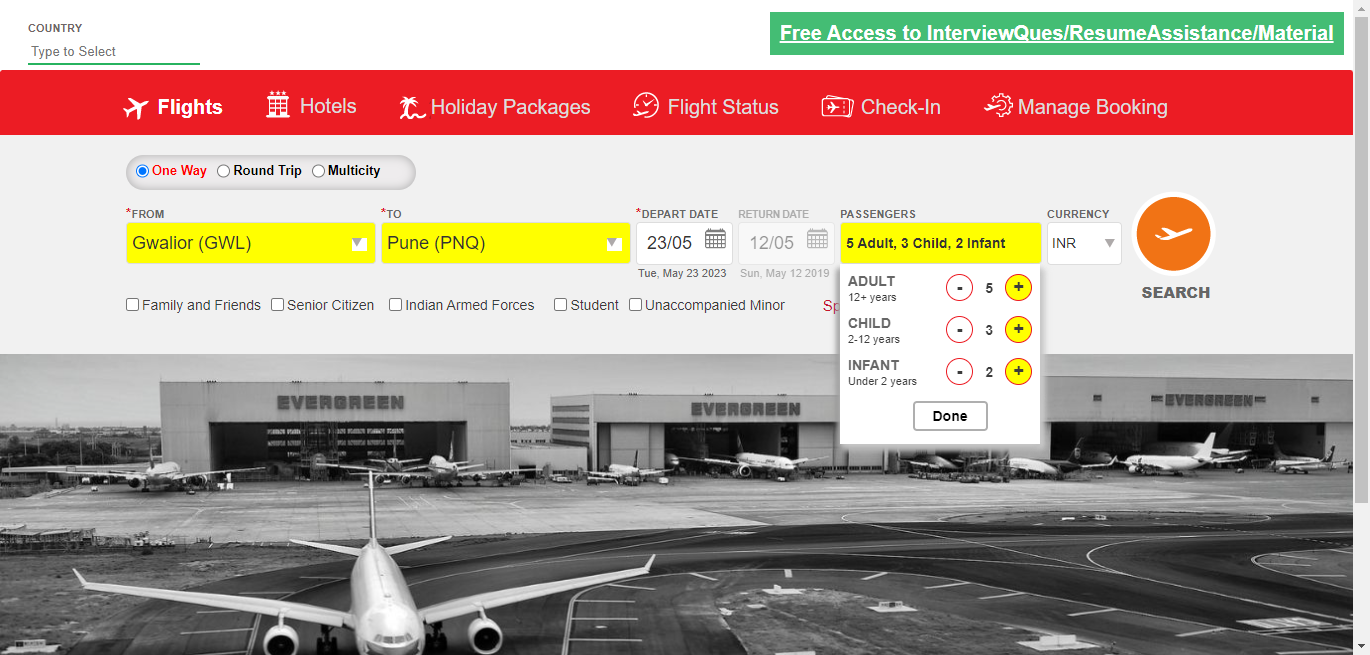 COUNTRY
Type to Select
Free Access to InterviewQues/ResumeAssistance/Material
Flights Hotels Holiday Packages Flight Status Check-In Manage Booking
One Way Round Trip Multicity
*FROM *TO *DEPART DATE RETURN DATE PASSENGERS CURRENCY
Gwalior (GWL) Pune (PNQ) 23/05 12/05 5 Adult, 3 Child, 2 Infant INR
Tue, May 23 2023 Sun, May 12 2019
SEARCH
Family and Friends Senior Citizen Indian Armed Forces Student Unaccompanied Minor
ADULT - 5 +
12+ years
CHILD - 3 +
2-12 years
INFANT - 2 +
Under 2 years
Done
EVERGREEN EVERGREEN EVERGREEN